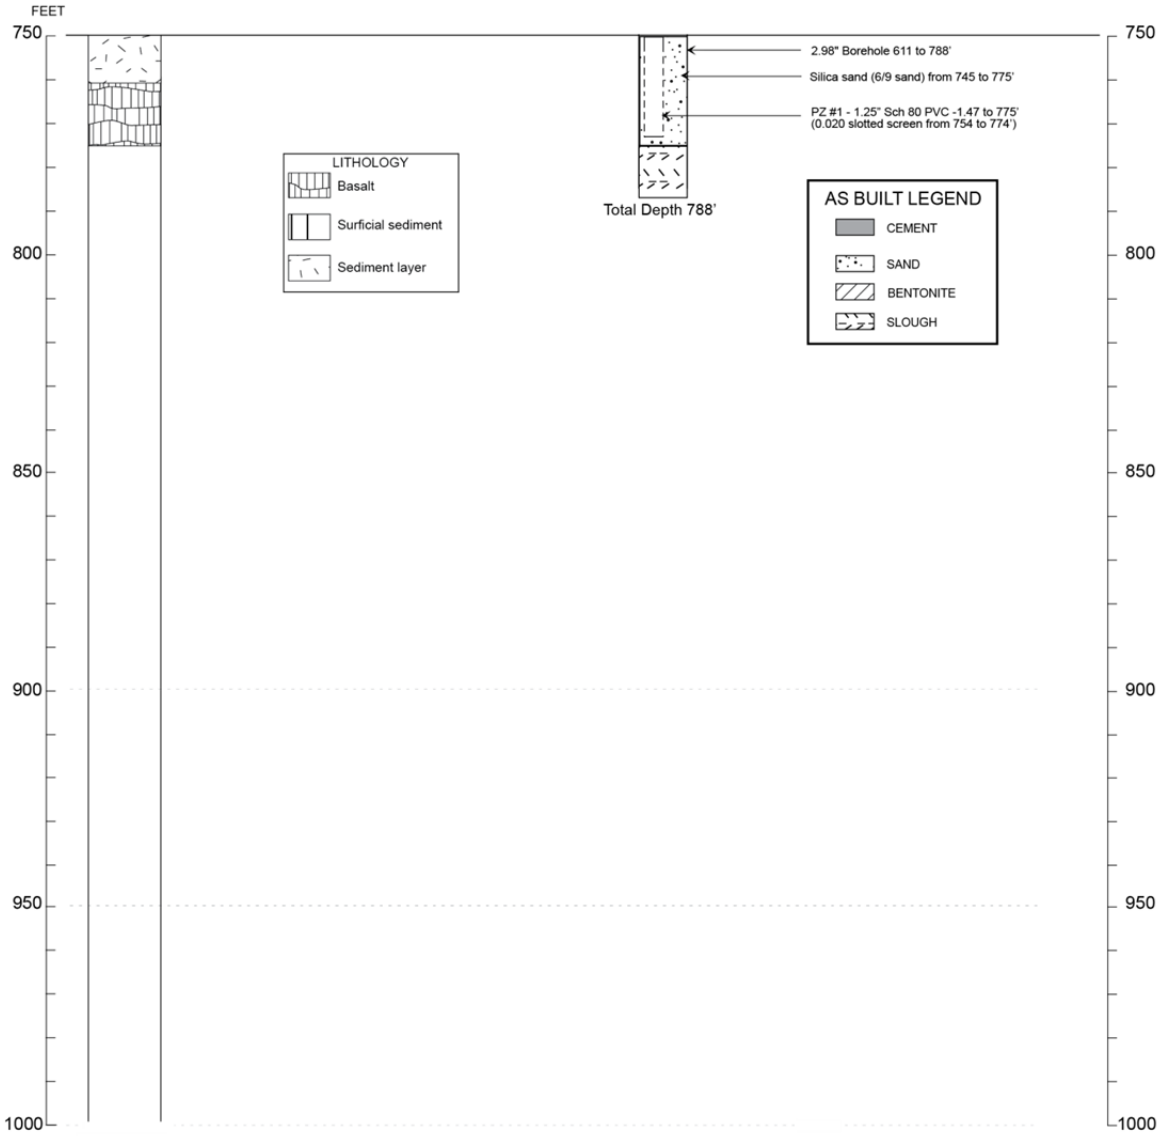 FEET
750
750
2.98" Borehole 611 to 788'
Silica sand (6/9 sand) from 745 to 775'
PZ #1 - 1.25" Sch 80 PVC -1.47 to 775'
(0.020 slotted screen from 754 to 774')
LITHOLOGY
Basalt
Surficial sediment
Sediment layer
Total Depth 788'
AS BUILT LEGEND
CEMENT
SAND
BENTONITE
SLOUGH
800
800
850
850
900
900
950
950
1000
1000